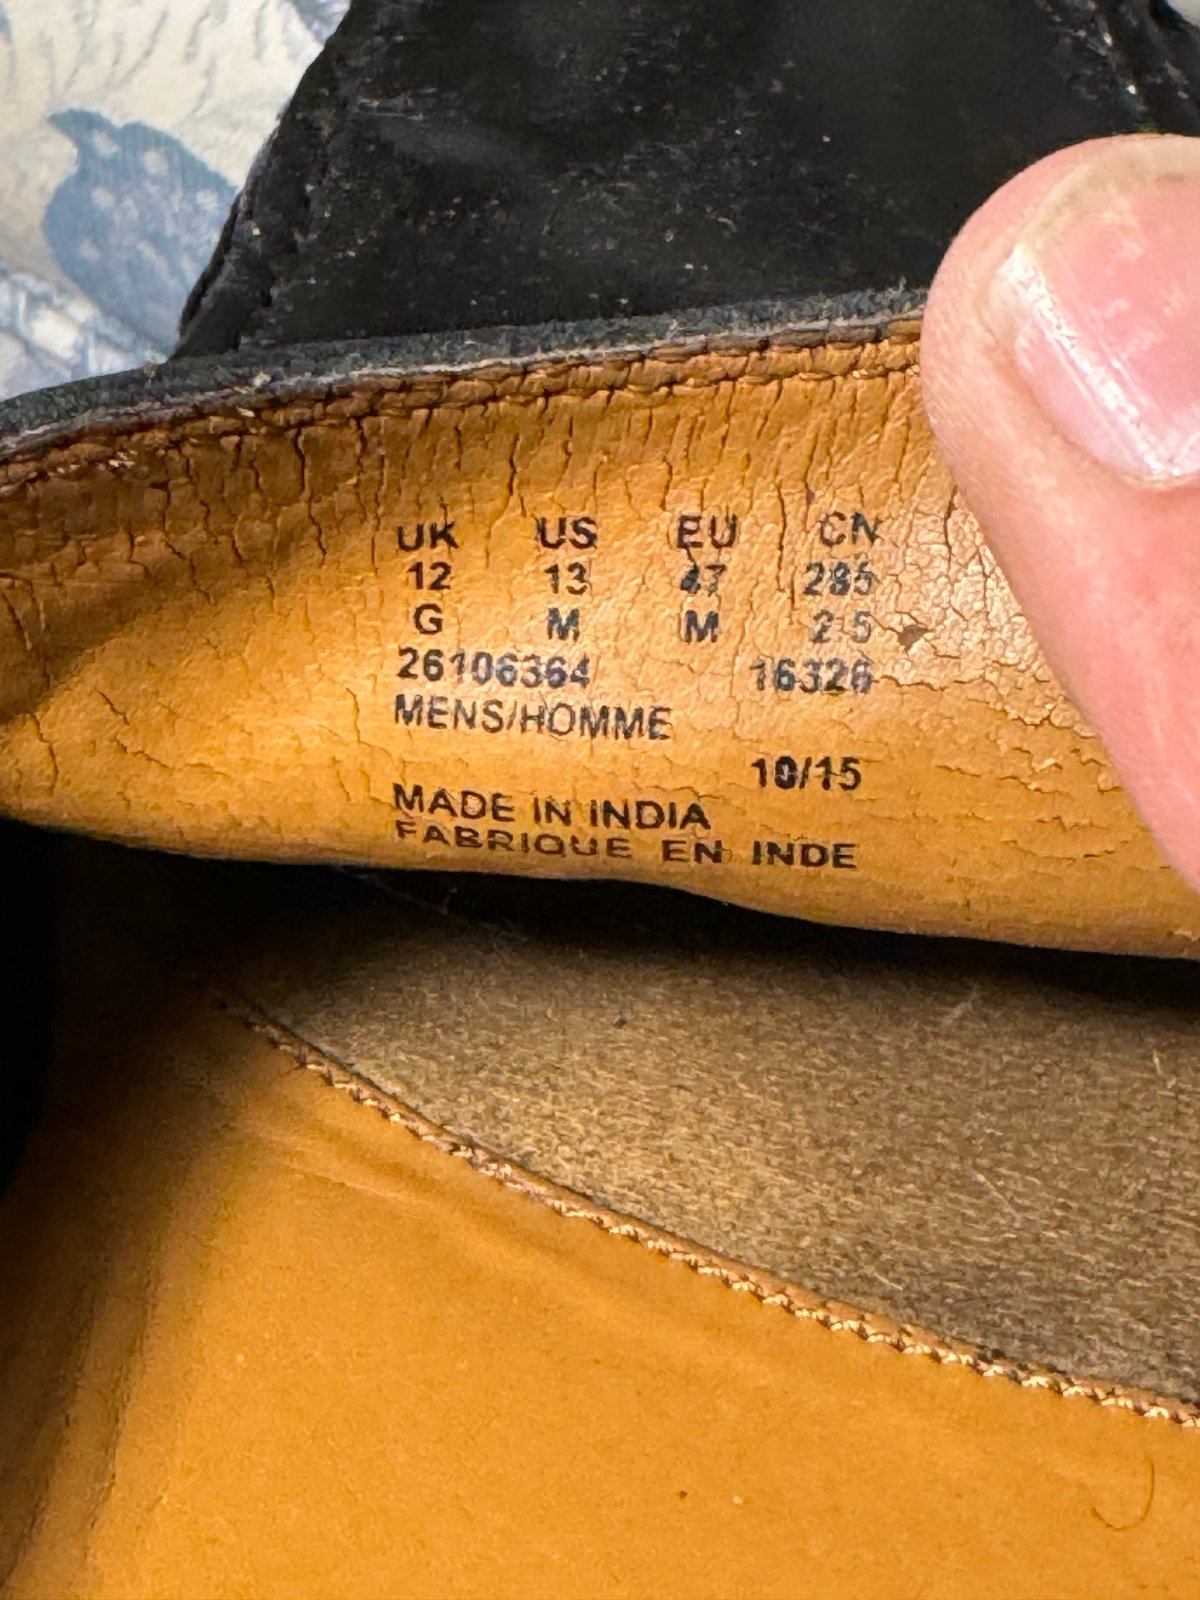 UK US EU CN
12 13 47 285
G M M 2.5
26106364 16326
MENS/HOMME
10/15
MADE IN INDIA
FABRIQUE EN INDE